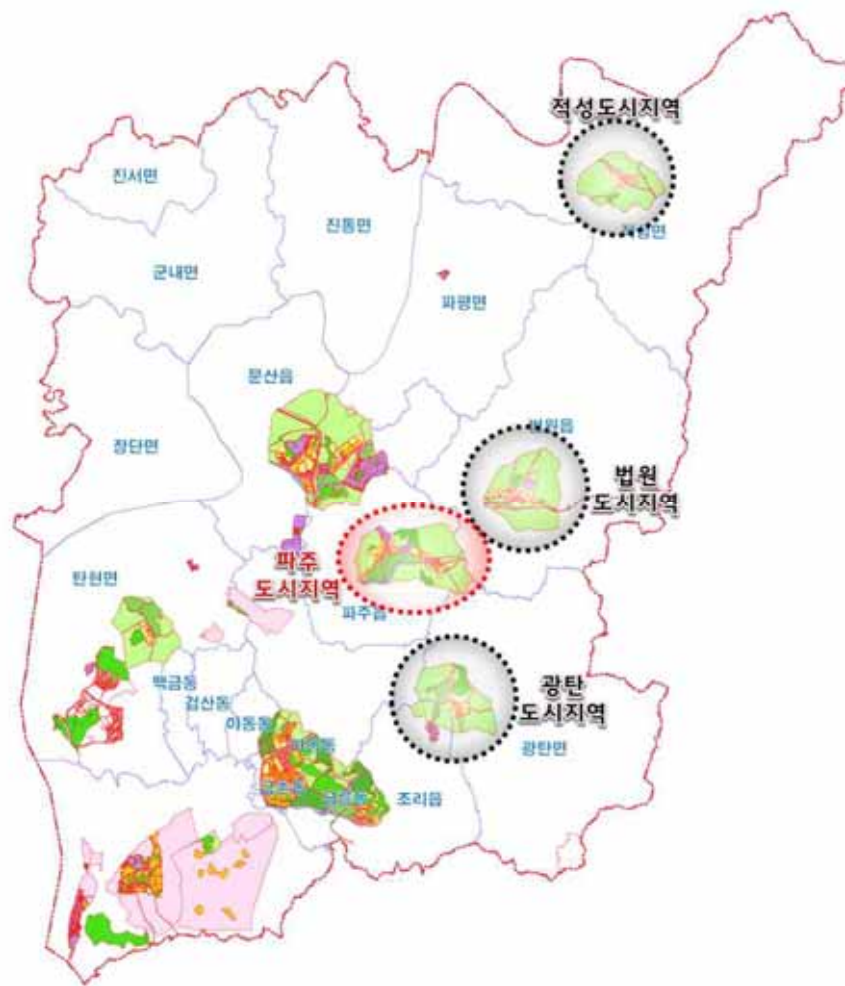 적성도시지역
진서면
진동면
군내면
파평면
문산읍
장단면
법원읍
법원
도시지역
탄현면
파주
도시지역
파주읍
백금동
검산동
아동동
광탄
도시지역
광탄면
조리읍